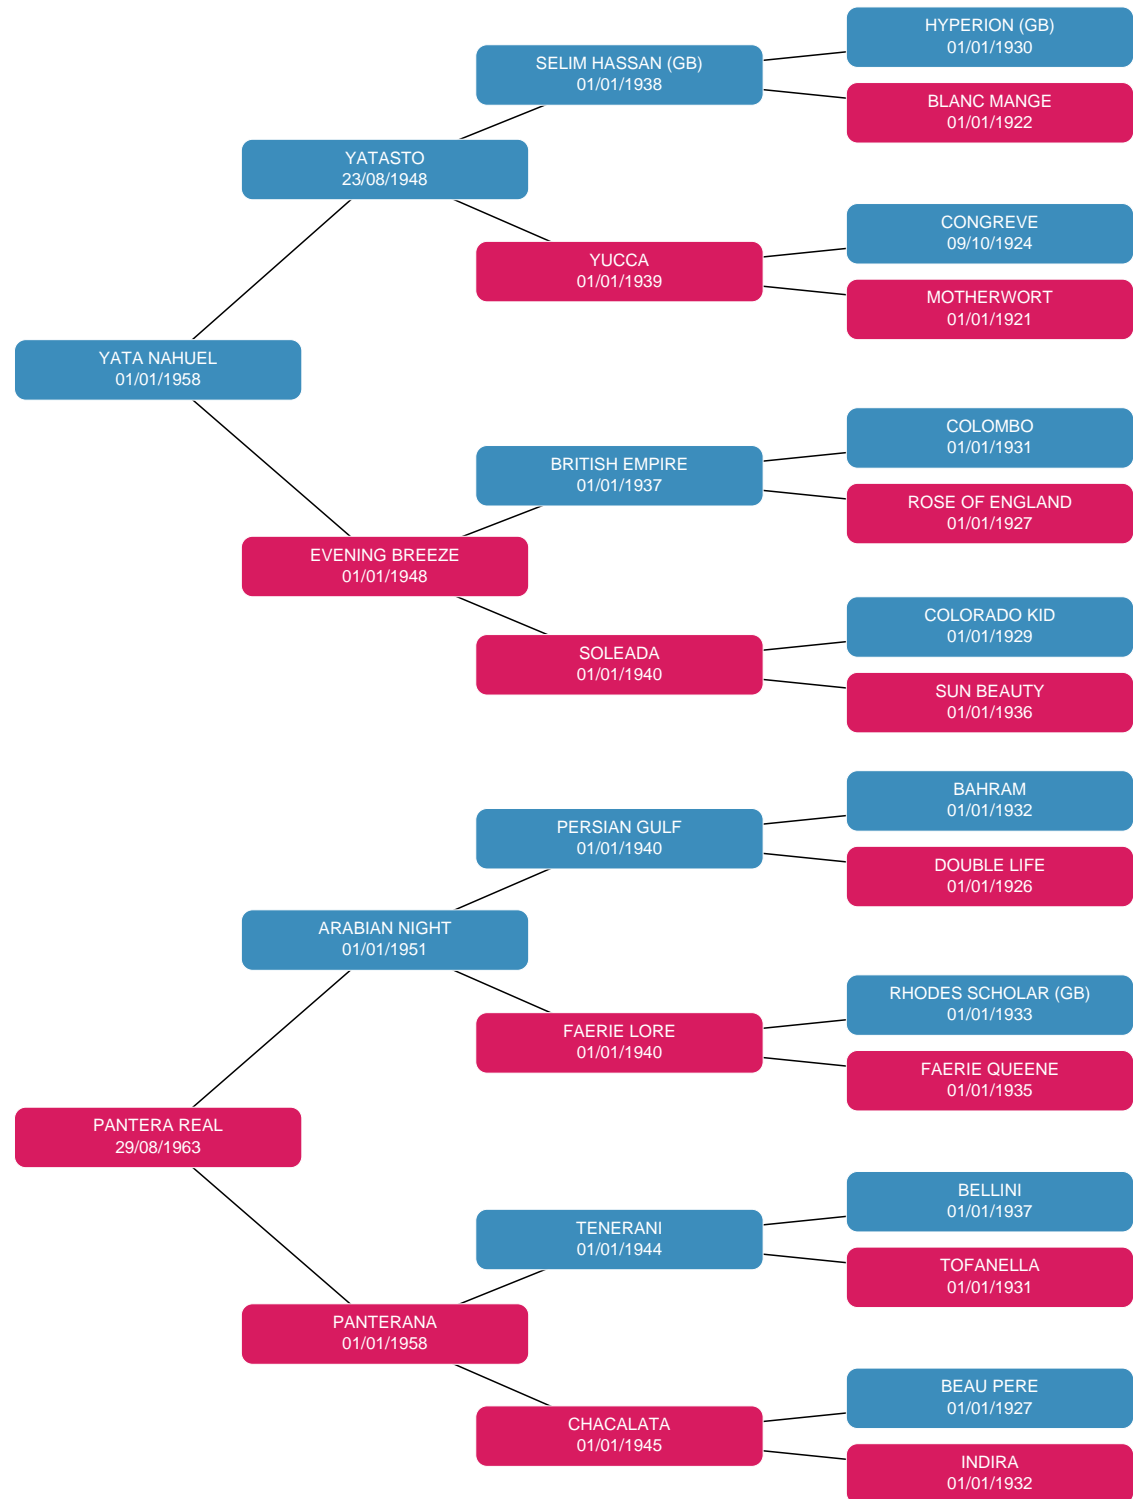 HYPERION (GB)
01/01/1930
SELIM HASSAN (GB)
01/01/1938
BLANC MANGE
01/01/1922
YATASTO
23/08/1948
CONGREVE
09/10/1924
YUCCA
01/01/1939
MOTHERWORT
01/01/1921
YATA NAHUEL
01/01/1958
COLOMBO
01/01/1931
BRITISH EMPIRE
01/01/1937
ROSE OF ENGLAND
01/01/1927
EVENING BREEZE
01/01/1948
COLORADO KID
01/01/1929
SOLEADA
01/01/1940
SUN BEAUTY
01/01/1936
BAHRAM
01/01/1932
PERSIAN GULF
01/01/1940
DOUBLE LIFE
01/01/1926
ARABIAN NIGHT
01/01/1951
RHODES SCHOLAR (GB)
01/01/1933
FAERIE LORE
01/01/1940
FAERIE QUEENE
01/01/1935
PANTERA REAL
29/08/1963
BELLINI
01/01/1937
TENERANI
01/01/1944
TOFANELLA
01/01/1931
PANTERANA
01/01/1958
BEAU PERE
01/01/1927
CHACALATA
01/01/1945
INDIRA
01/01/1932